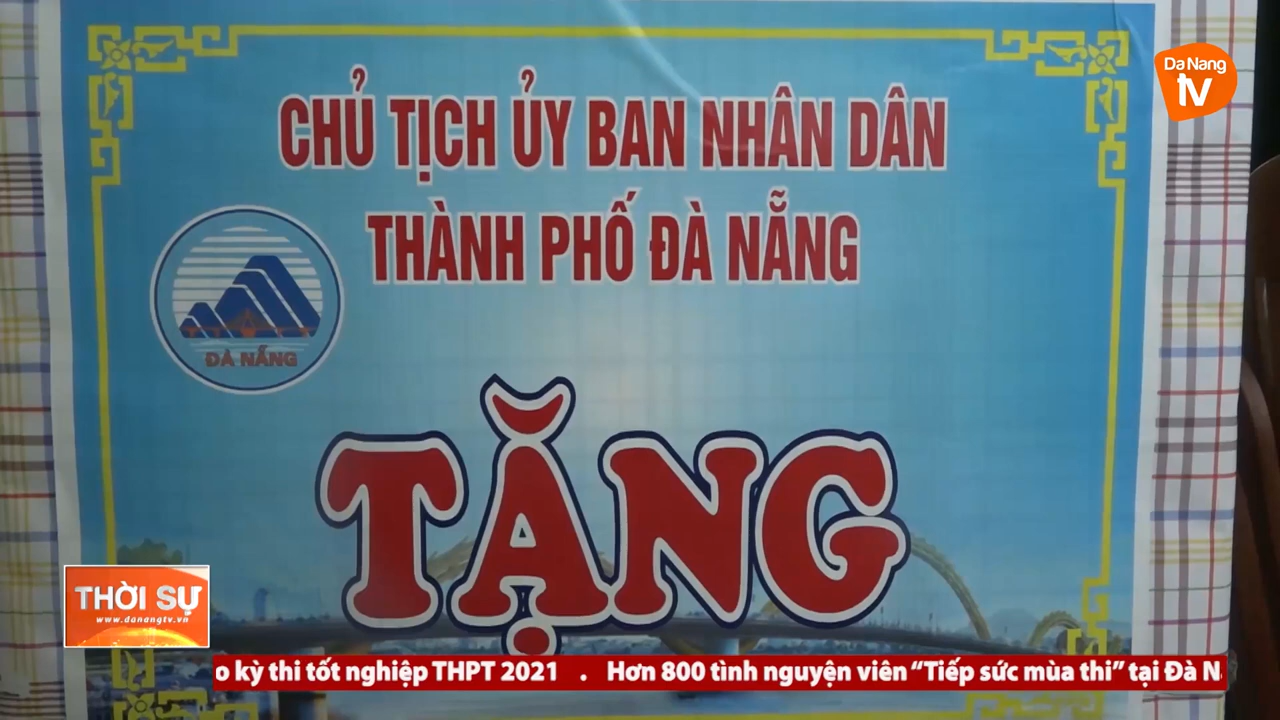 Da Nang
tv
CHỦ TỊCH ỦY BAN NHÂN DÂN
THÀNH PHỐ ĐÀ NẴNG
ĐÀ NẴNG
TẶNG
THỜI SỰ
www.danangtv.vn
kỳ thi tốt nghiệp THPT 2021 . Hơn 800 tình nguyện viên “Tiếp sức mùa thi” tại Đà